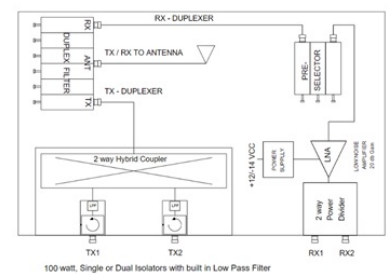 RX - DUPLEXER
RX
DUPLEX FILTER
ANT
TX
TX / RX TO ANTENNA
TX - DUPLEXER
PRE-
SELECTOR
2 way Hybrid Coupler
LPF
LPF
+12/-14 VCC
POWER
SUPPLY
LNA
LOW NOISE
AMPLIFIER
20 db Gain
2 way
Power
Divider
TX1
TX2
RX1
RX2
100 watt, Single or Dual Isolators with built in Low Pass Filter